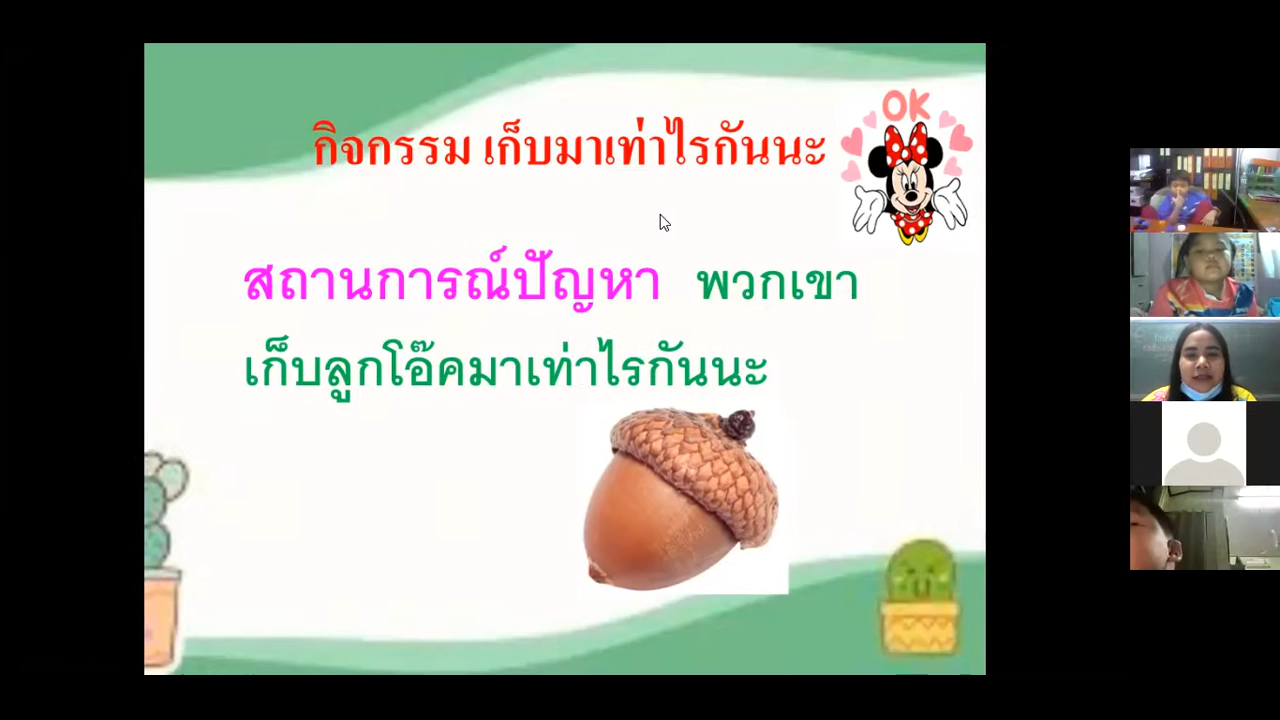 OK
กิจกรรม เก็บมาเท่าไรกันนะ
สถานการณ์ปัญหา พวกเขา
เก็บลูกโอ๊คมาเท่าไรกันนะ